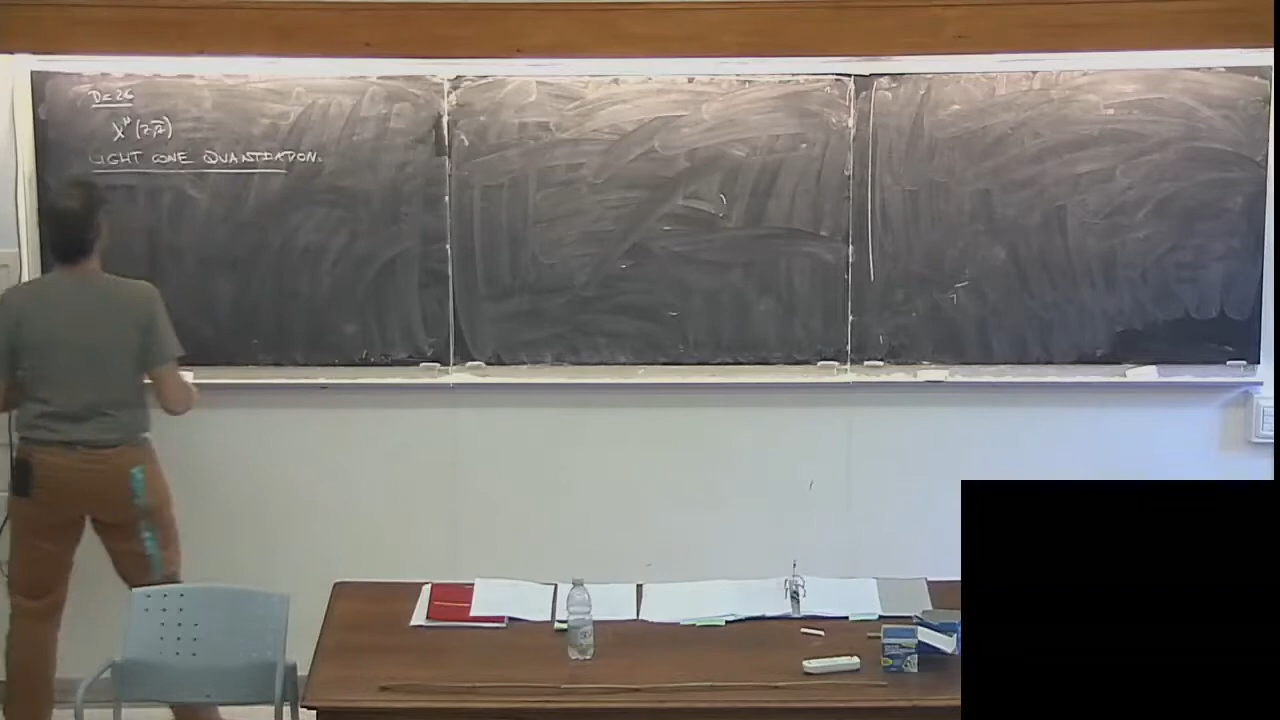 D=26
X^μ(z,z̄)
LIGHT CONE QUANTIZATION.